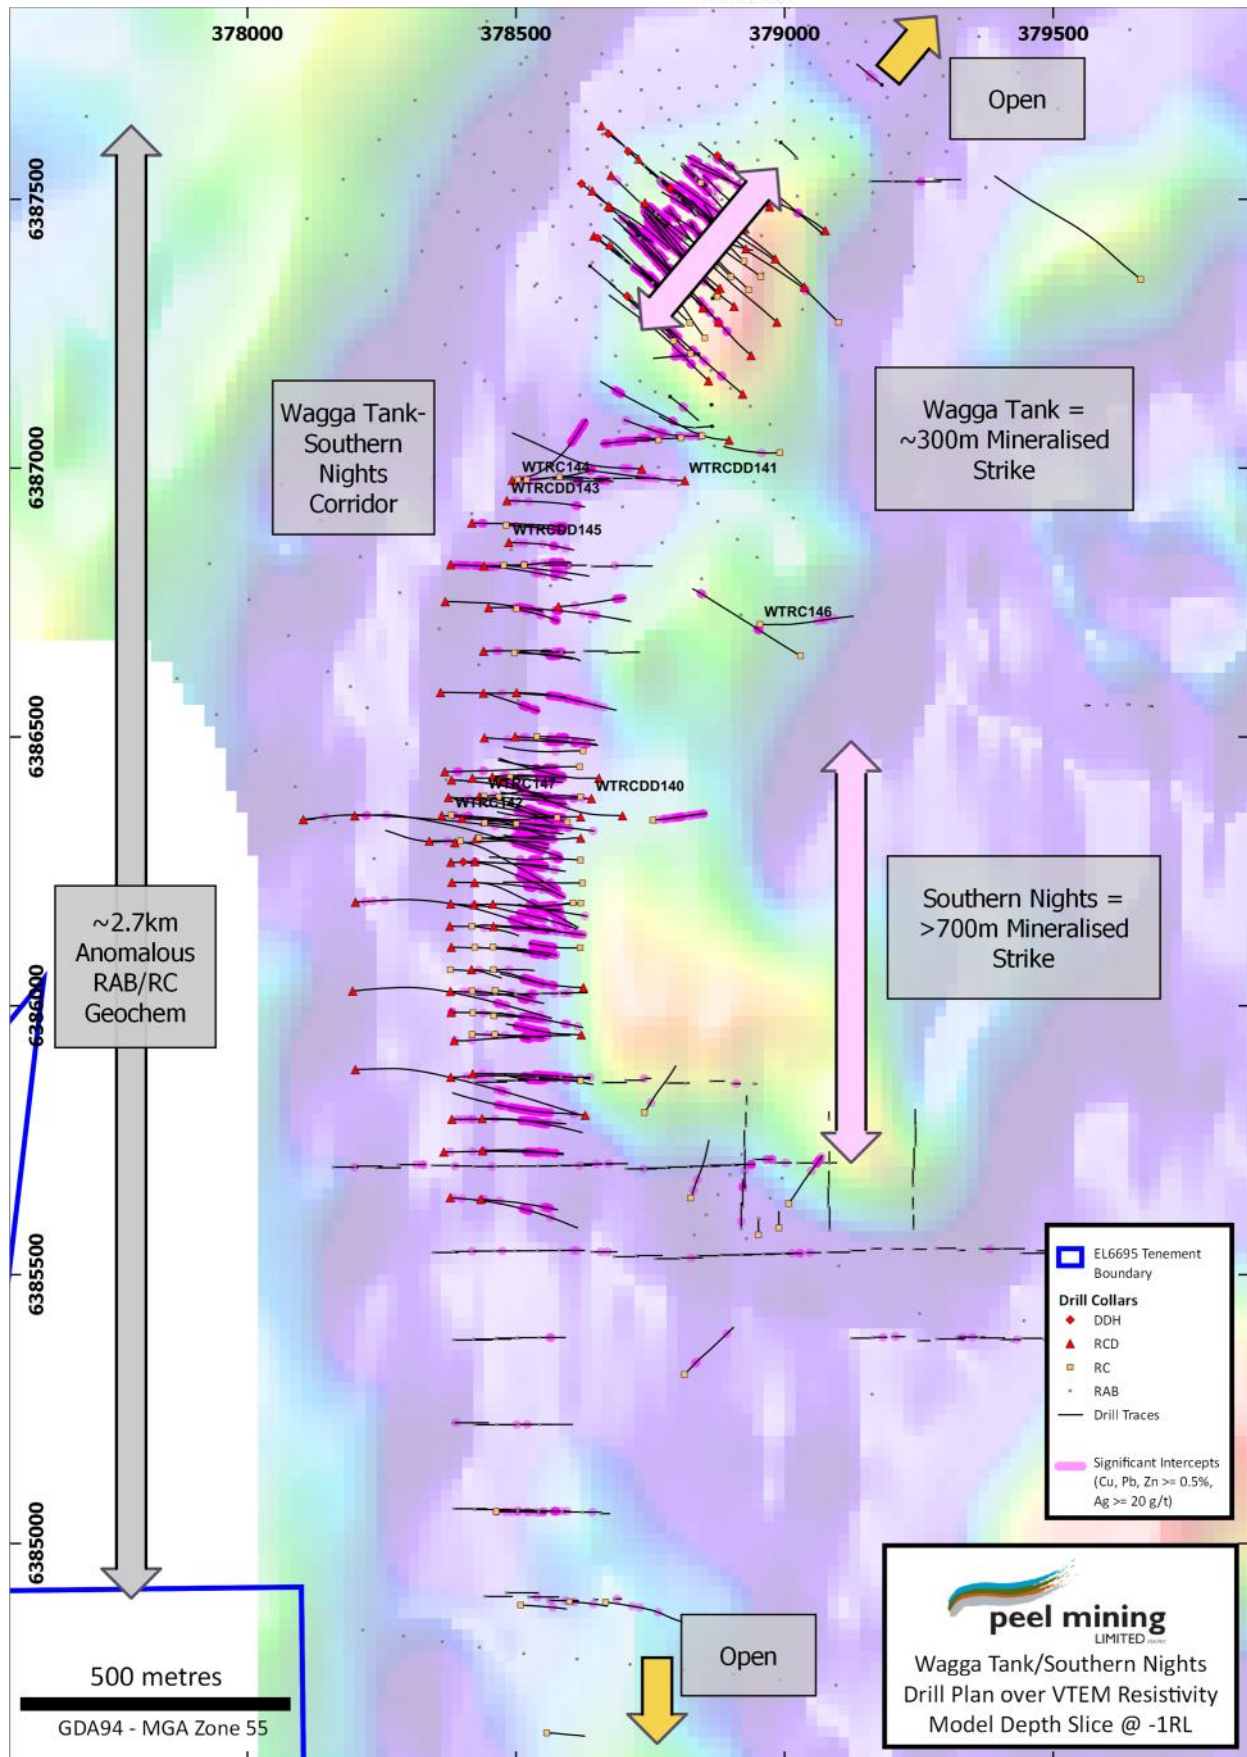 378000
378500
379000
379500
Open
6387500
Wagga Tank-
Southern
Nights
Corridor
Wagga Tank =
~300m Mineralised
Strike
6387000
WTRC144
WTRCDD141
WTRCDD143
WTRCDD145
WTRC146
6386500
WTRC147
WTRCDD140
WTRC142
Southern Nights =
>700m Mineralised
Strike
~2.7km
Anomalous
RAB/RC
Geochem
6386000
6385500
EL6695 Tenement
Boundary
Drill Collars
DDH
RCD
RC
RAB
Drill Traces
Significant Intercepts
(Cu, Pb, Zn >= 0.5%,
Ag >= 20 g/t)
6385000
peel mining
LIMITED
Open
500 metres
GDA94 - MGA Zone 55
Wagga Tank/Southern Nights
Drill Plan over VTEM Resistivity
Model Depth Slice @ -1RL